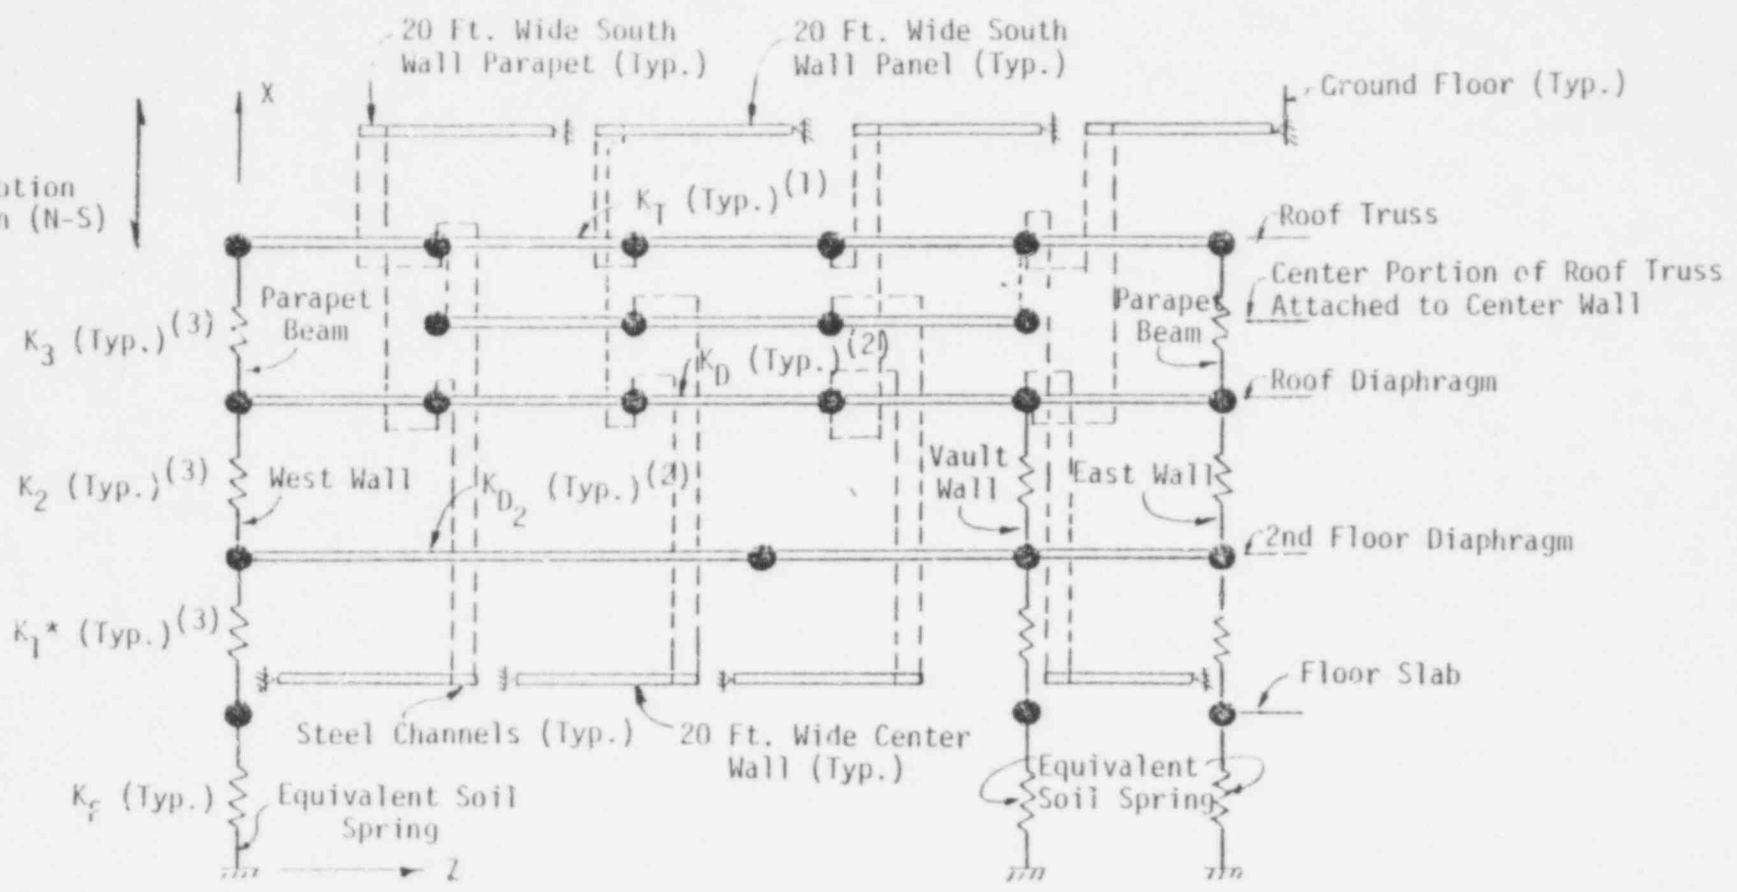 20 Ft. Wide South
Wall Parapet (Typ.)
20 Ft. Wide South
Wall Panel (Typ.)
Ground Floor (Typ.)
X
otion
n (N-S)
K_T (Typ.)(1)
Roof Truss
Center Portion of Roof Truss
Attached to Center Wall
Parapet
Beam
Parapet
Beam
K_3 (Typ.)(3)
K_D (Typ.)(2)
Roof Diaphragm
K_2 (Typ.)(3)
West Wall
K_D_2 (Typ.)(2)
Vault
Wall
East Wall
2nd Floor Diaphragm
K_1* (Typ.)(3)
Floor Slab
Steel Channels (Typ.)
20 Ft. Wide Center
Wall (Typ.)
(Typ.)
Equivalent Soil
Spring
Equivalent
Soil Spring
Z